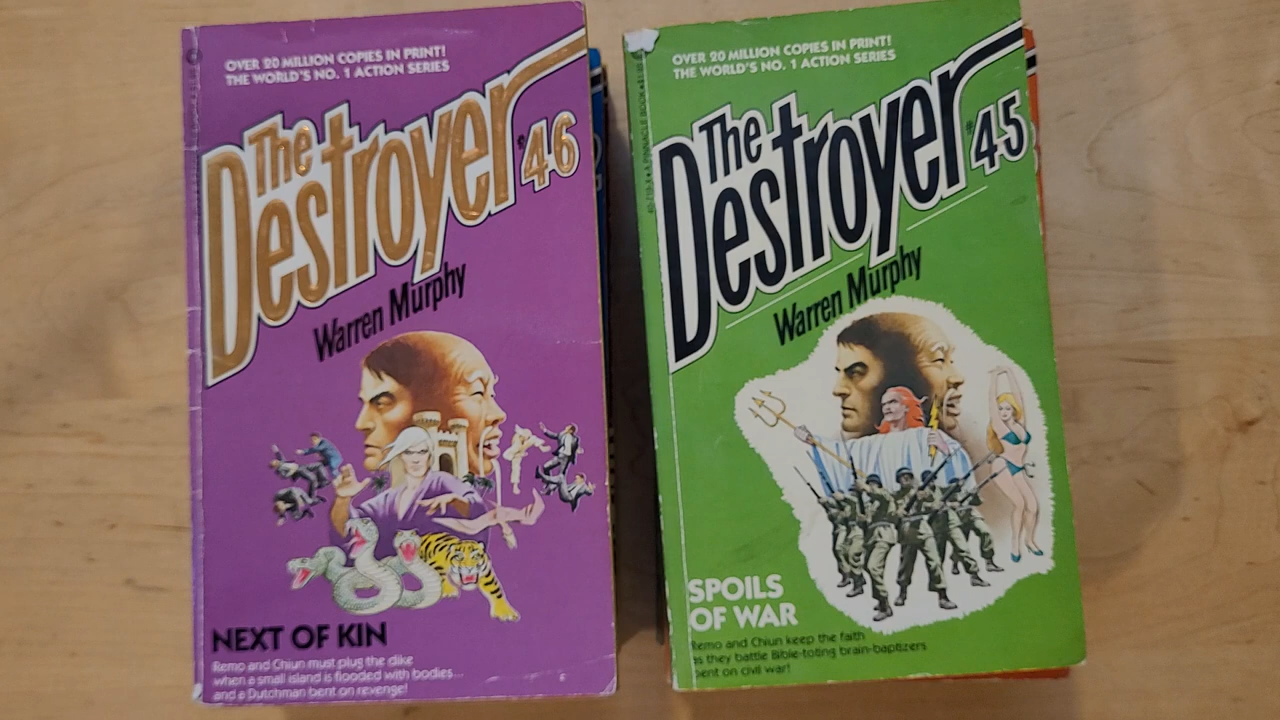 OVER 20 MILLION COPIES IN PRINT!
THE WORLD'S NO. 1 ACTION SERIES
The
Destroyer
#46
Warren Murphy
NEXT OF KIN
Remo and Chiun must plug the dike
when a small island is flooded with bodies...
and a Dutchman bent on revenge!
OVER 20 MILLION COPIES IN PRINT!
THE WORLD'S NO. 1 ACTION SERIES
A PINNACLE BOOK
The
Destroyer
#45
Warren Murphy
SPOILS
OF WAR
Remo and Chiun keep the faith
as they battle Bible-toting brain-baptizers
bent on civil war!